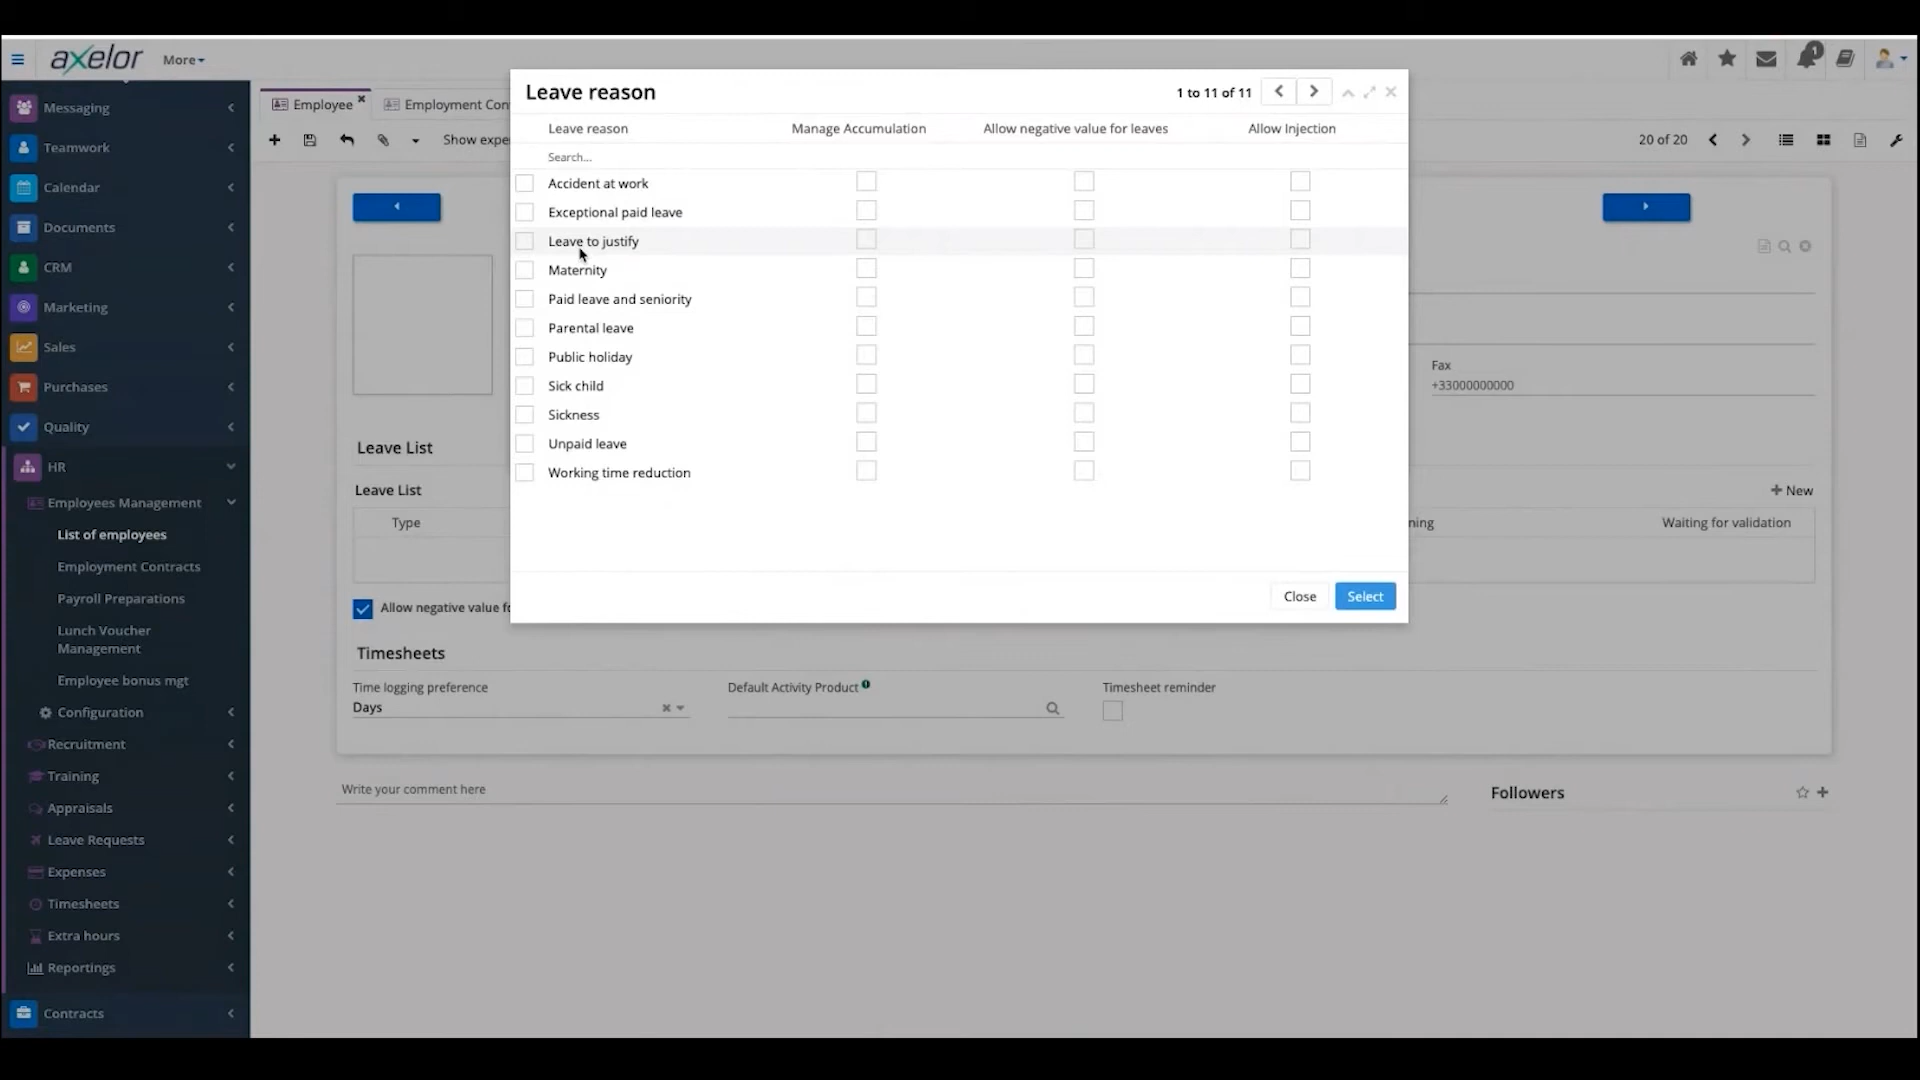 axelor
More
1
Messaging
Teamwork
Calendar
Documents
CRM
Marketing
Sales
Purchases
Quality
HR
Employees Management
List of employees
Employment Contracts
Payroll Preparations
Lunch Voucher
Management
Employee bonus mgt
Configuration
Recruitment
Training
Appraisals
Leave Requests
Expenses
Timesheets
Extra hours
Reportings
Contracts
Employee
Employment Con
Show expe
20 of 20
Leave reason
1 to 11 of 11
Leave reason Manage Accumulation Allow negative value for leaves Allow Injection
Search...
Accident at work
Exceptional paid leave
Leave to justify
Maternity
Paid leave and seniority
Parental leave
Public holiday
Sick child
Sickness
Unpaid leave
Working time reduction
Close Select
Fax
+33000000000
Leave List
Leave List
New
Type ning Waiting for validation
Allow negative value fo
Timesheets
Time logging preference Default Activity Product Timesheet reminder
Days
Write your comment here
Followers